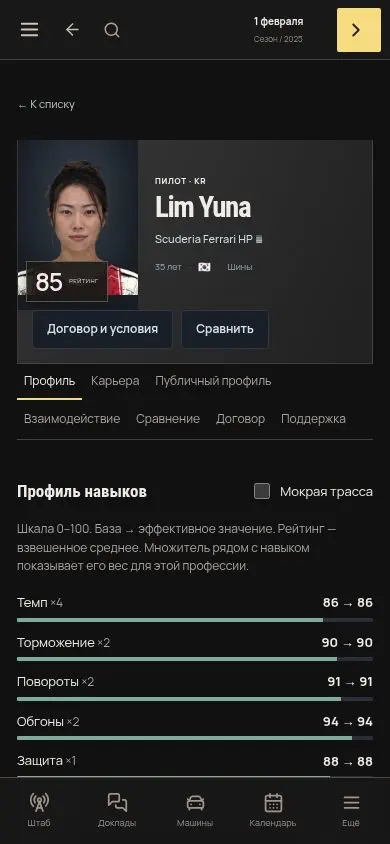 1 февраля
Сезон / 2025
← К списку
ПИЛОТ · KR
Lim Yuna
Scuderia Ferrari HP
35 лет 🇰🇷 Шины
85 РЕЙТИНГ
Договор и условия Сравнить
Профиль Карьера Публичный профиль
Взаимодействие Сравнение Договор Поддержка
Профиль навыков Мокрая трасса
Шкала 0–100. База → эффективное значение. Рейтинг —
взвешенное среднее. Множитель рядом с навыком
показывает его вес для этой профессии.
Темп ×4 86 → 86
Торможение ×2 90 → 90
Повороты ×2 91 → 91
Обгоны ×2 94 → 94
Защита ×1 88 → 88
Штаб Доклады Машины Календарь Ещё